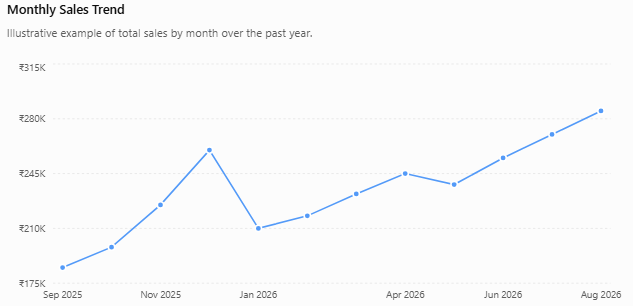 Monthly Sales Trend
Illustrative example of total sales by month over the past year.
₹315K
₹280K
₹245K
₹210K
₹175K
Sep 2025 Nov 2025 Jan 2026 Apr 2026 Jun 2026 Aug 2026